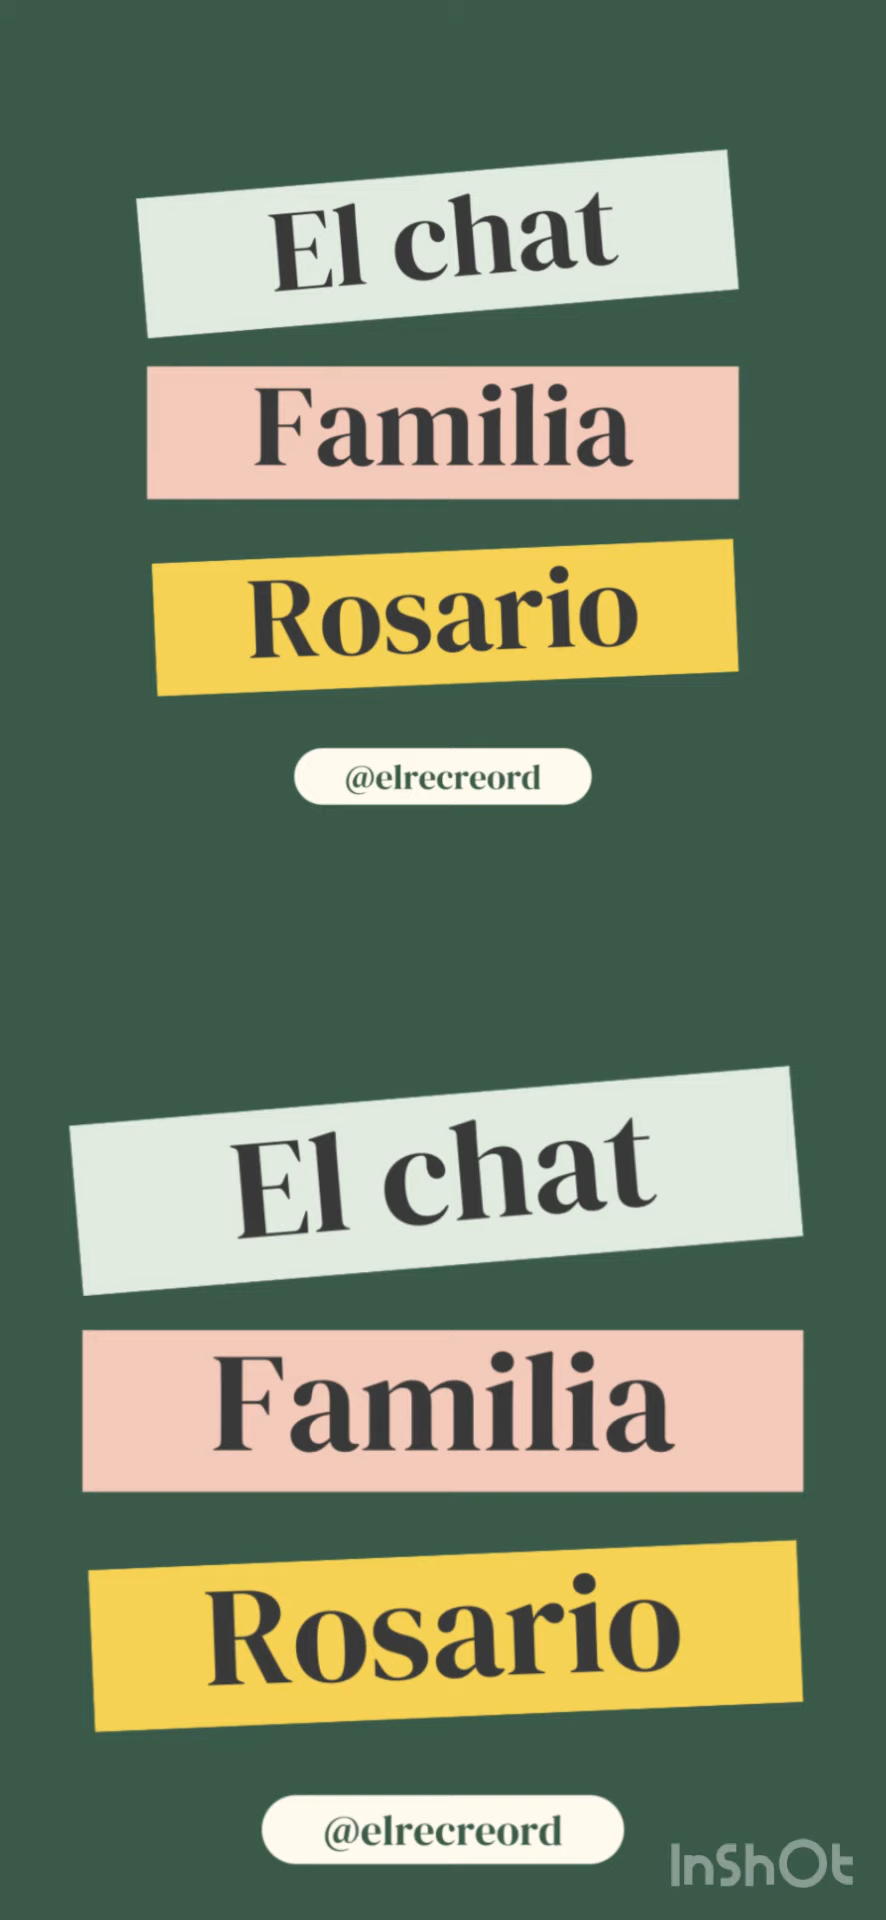 El chat
Familia
Rosario
@elrecreord
El chat
Familia
Rosario
@elrecreord
InShOt